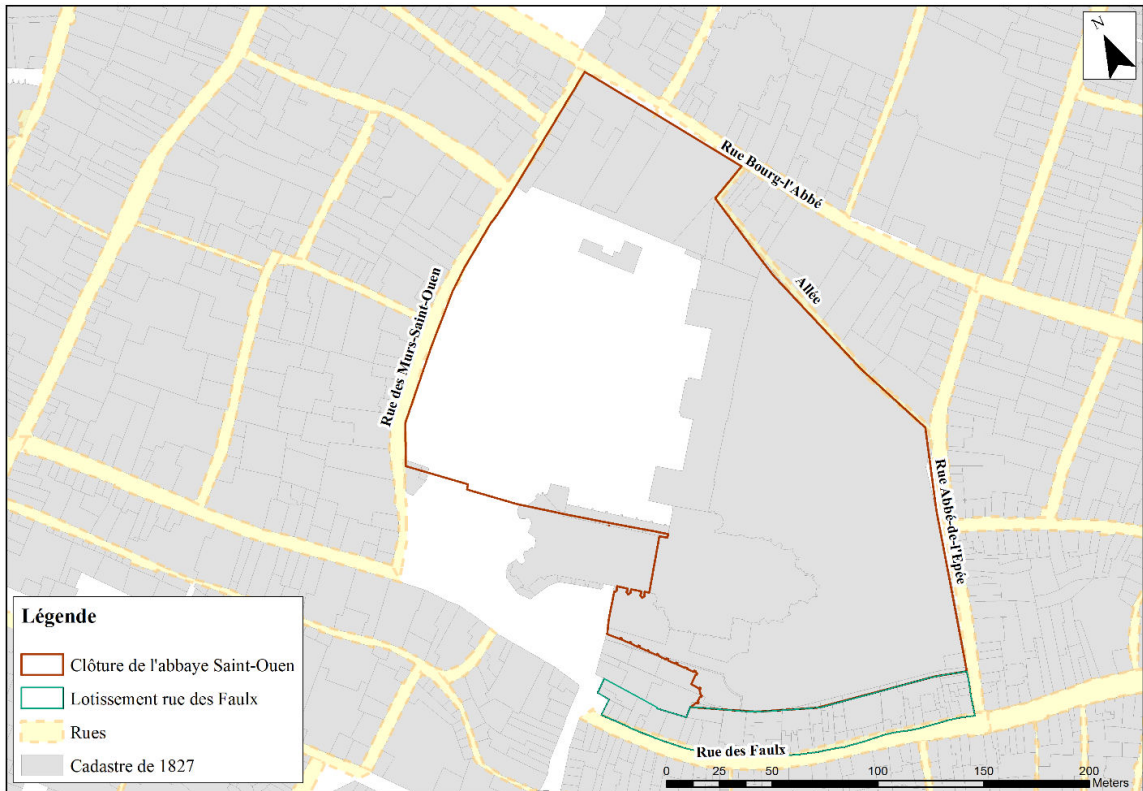 N
Rue Bourg-l'Abbé
Allée
Rue des Murs-Saint-Ouen
Rue Abbé-de-l'Epée
Rue des Faulx
Légende
Clôture de l'abbaye Saint-Ouen
Lotissement rue des Faulx
Rues
Cadastre de 1827
0 25 50 100 150 200
Meters